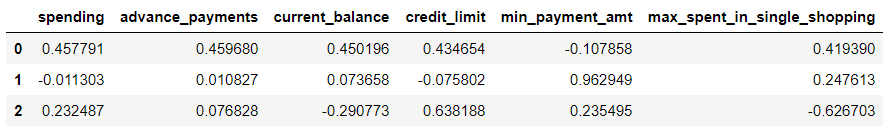 spending advance_payments current_balance credit_limit min_payment_amt max_spent_in_single_shopping
0 0.457791 0.459680 0.450196 0.434654 -0.107858 0.419390
1 -0.011303 0.010827 0.073658 -0.075802 0.962949 0.247613
2 0.232487 0.076828 -0.290773 0.638188 0.235495 -0.626703